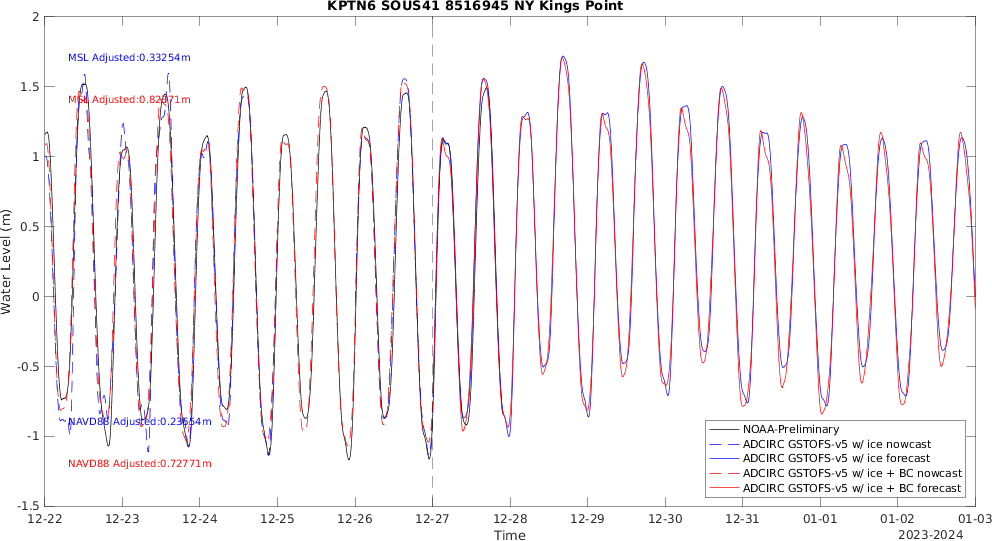 KPTN6 SOUS41 8516945 NY Kings Point
2
MSL Adjusted:0.33254m
1.5
MSL Adjusted:0.82971m
1
0.5
Water Level (m)
0
-0.5
NAVD88 Adjusted:0.23654m
-1
NAVD88 Adjusted:0.72771m
-1.5
NOAA-Preliminary
ADCIRC GSTOFS-v5 w/ ice nowcast
ADCIRC GSTOFS-v5 w/ ice forecast
ADCIRC GSTOFS-v5 w/ ice + BC nowcast
ADCIRC GSTOFS-v5 w/ ice + BC forecast
12-22 12-23 12-24 12-25 12-26 12-27 12-28 12-29 12-30 12-31 01-01 01-02 01-03
Time
2023-2024